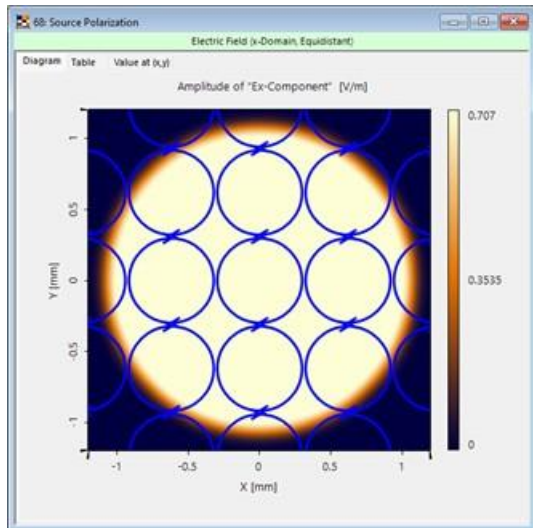 68: Source Polarization
Electric Field (x-Domain, Equidistant)
Diagram Table Value at (x,y)
Amplitude of "Ex-Component" [V/m]
0.707
0.3535
0
1
0.5
0
-0.5
-1
Y [mm]
-1 -0.5 0 0.5 1
X [mm]